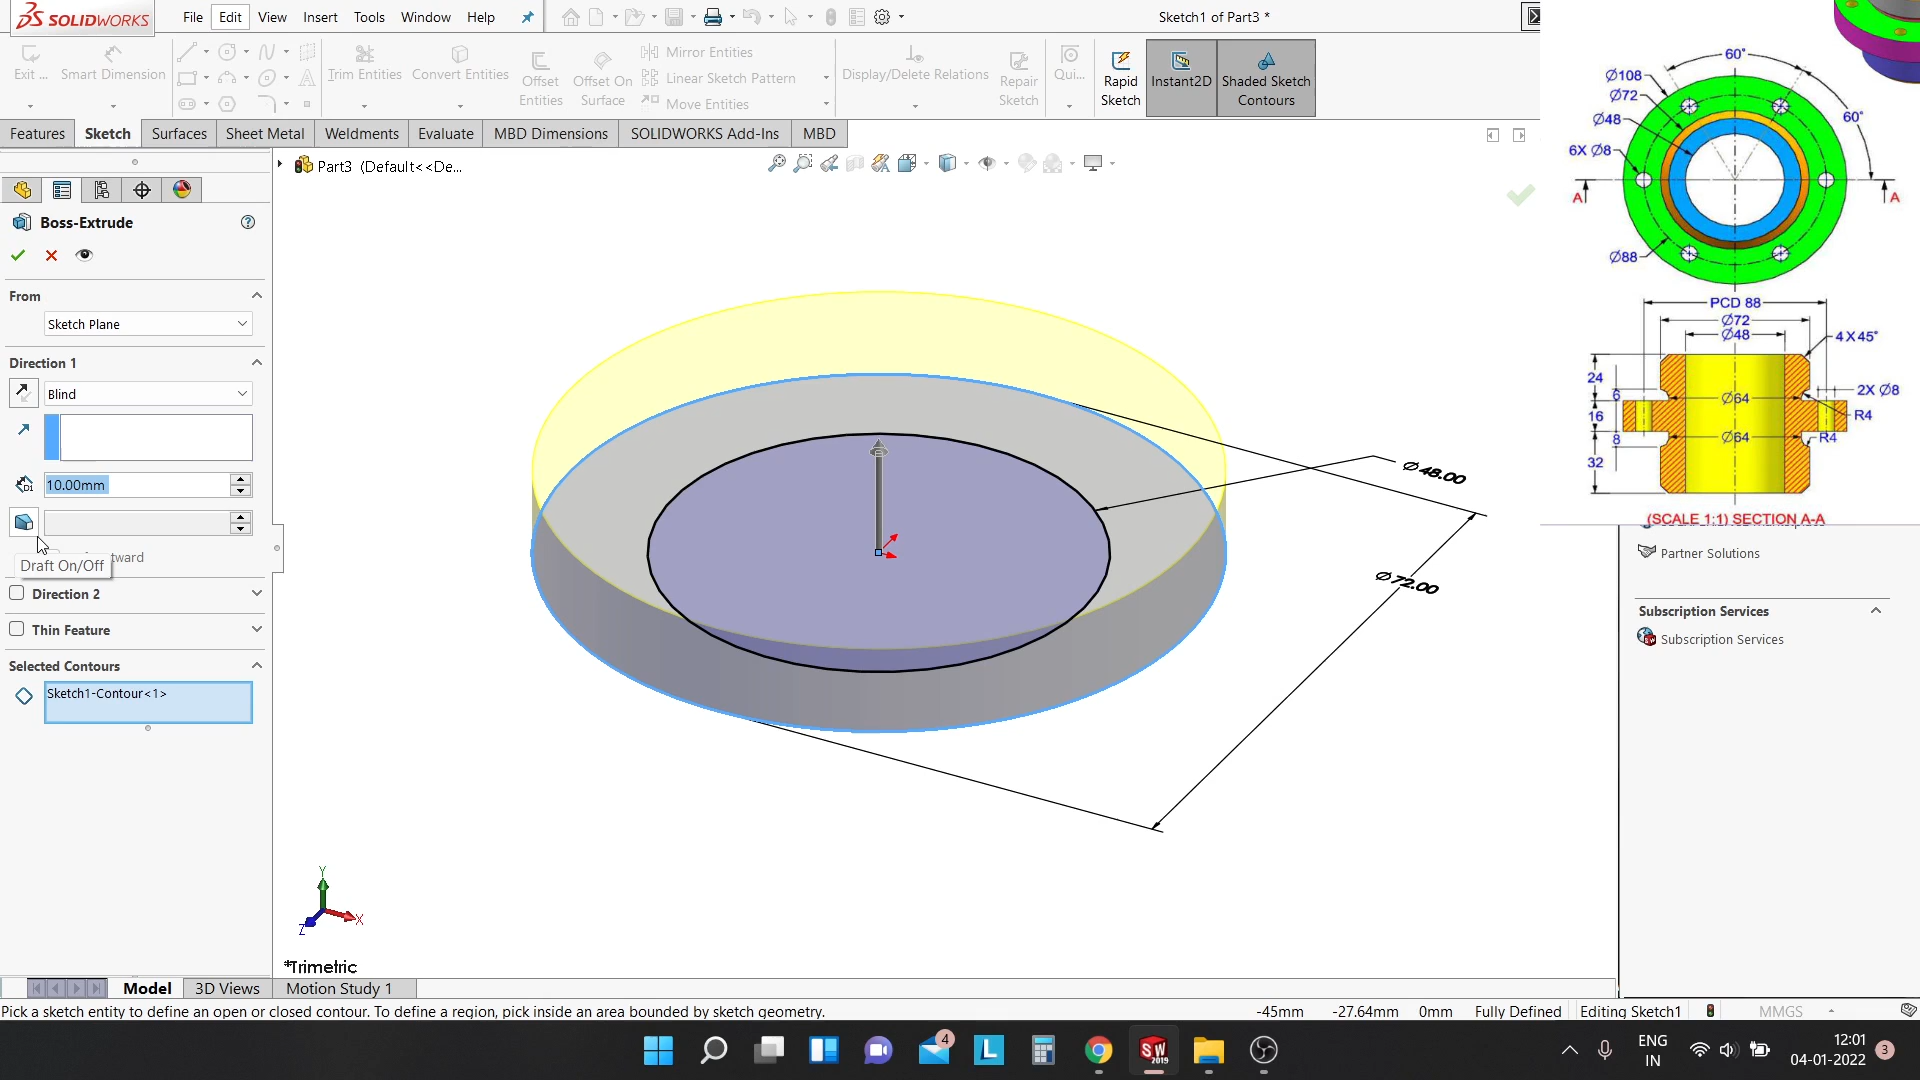 SOLIDWORKS
File Edit View Insert Tools Window Help
Sketch1 of Part3 *
Exit ...
Smart Dimension
Trim Entities
Convert Entities
Offset Entities
Offset On Surface
Mirror Entities
Linear Sketch Pattern
Move Entities
Display/Delete Relations
Repair Sketch
Qui...
Rapid Sketch
Instant2D
Shaded Sketch Contours
Features Sketch Surfaces Sheet Metal Weldments Evaluate MBD Dimensions SOLIDWORKS Add-Ins MBD
Part3 (Default<<De...
Boss-Extrude
From
Sketch Plane
Direction 1
Blind
10.00mm
tward
Draft On/Off
Direction 2
Thin Feature
Selected Contours
Sketch1-Contour<1>
Ø48.00
Ø72.00
Y
X
Z
*Trimetric
60°
Ø108
Ø72
Ø48
60°
6X Ø8
A
A
Ø88
PCD 88
Ø72
Ø48
4X45°
24
6
Ø64
2X Ø8
16
R4
8
Ø64
R4
32
(SCALE 1:1) SECTION A-A
Partner Solutions
Subscription Services
Subscription Services
Model 3D Views Motion Study 1
Pick a sketch entity to define an open or closed contour. To define a region, pick inside an area bounded by sketch geometry.
-45mm -27.64mm 0mm Fully Defined Editing Sketch1 MMGS
4
L
SW
2019
ENG
IN
12:01
04-01-2022
3